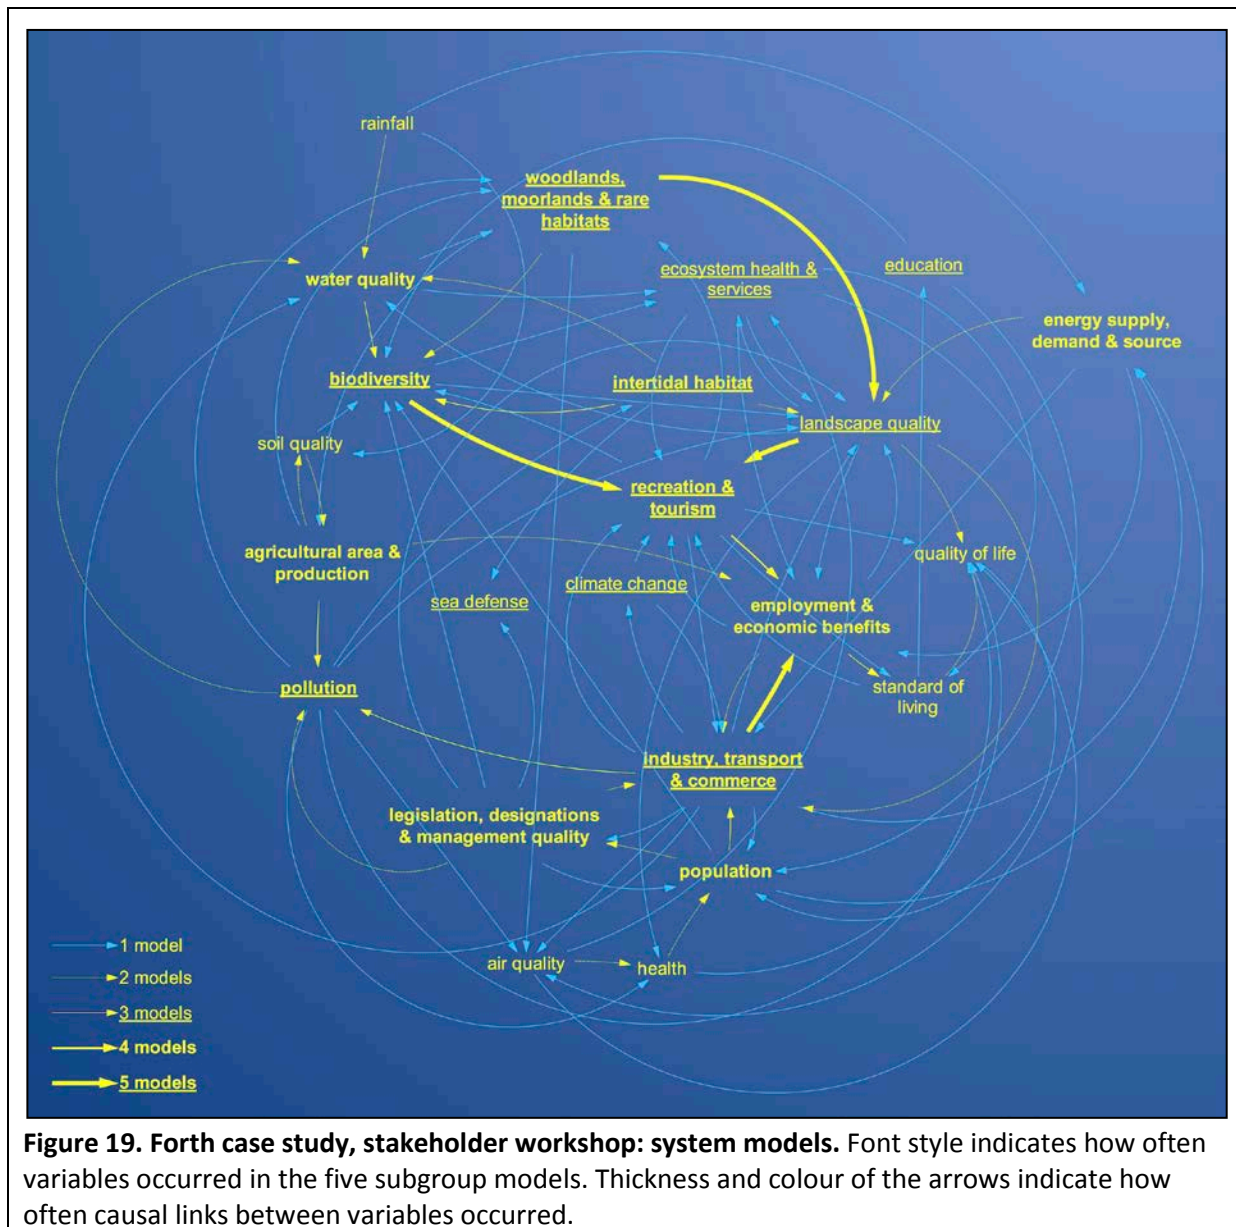 rainfall
woodlands,
moorlands & rare
habitats
water quality
ecosystem health &
services
education
energy supply,
demand & source
biodiversity
intertidal habitat
landscape quality
soil quality
recreation &
tourism
agricultural area &
production
quality of life
climate change
sea defense
employment &
economic benefits
pollution
standard of
living
industry, transport
& commerce
legislation, designations
& management quality
population
air quality
health
1 model
2 models
3 models
4 models
5 models
Figure 19. Forth case study, stakeholder workshop: system models. Font style indicates how often
variables occurred in the five subgroup models. Thickness and colour of the arrows indicate how
often causal links between variables occurred.